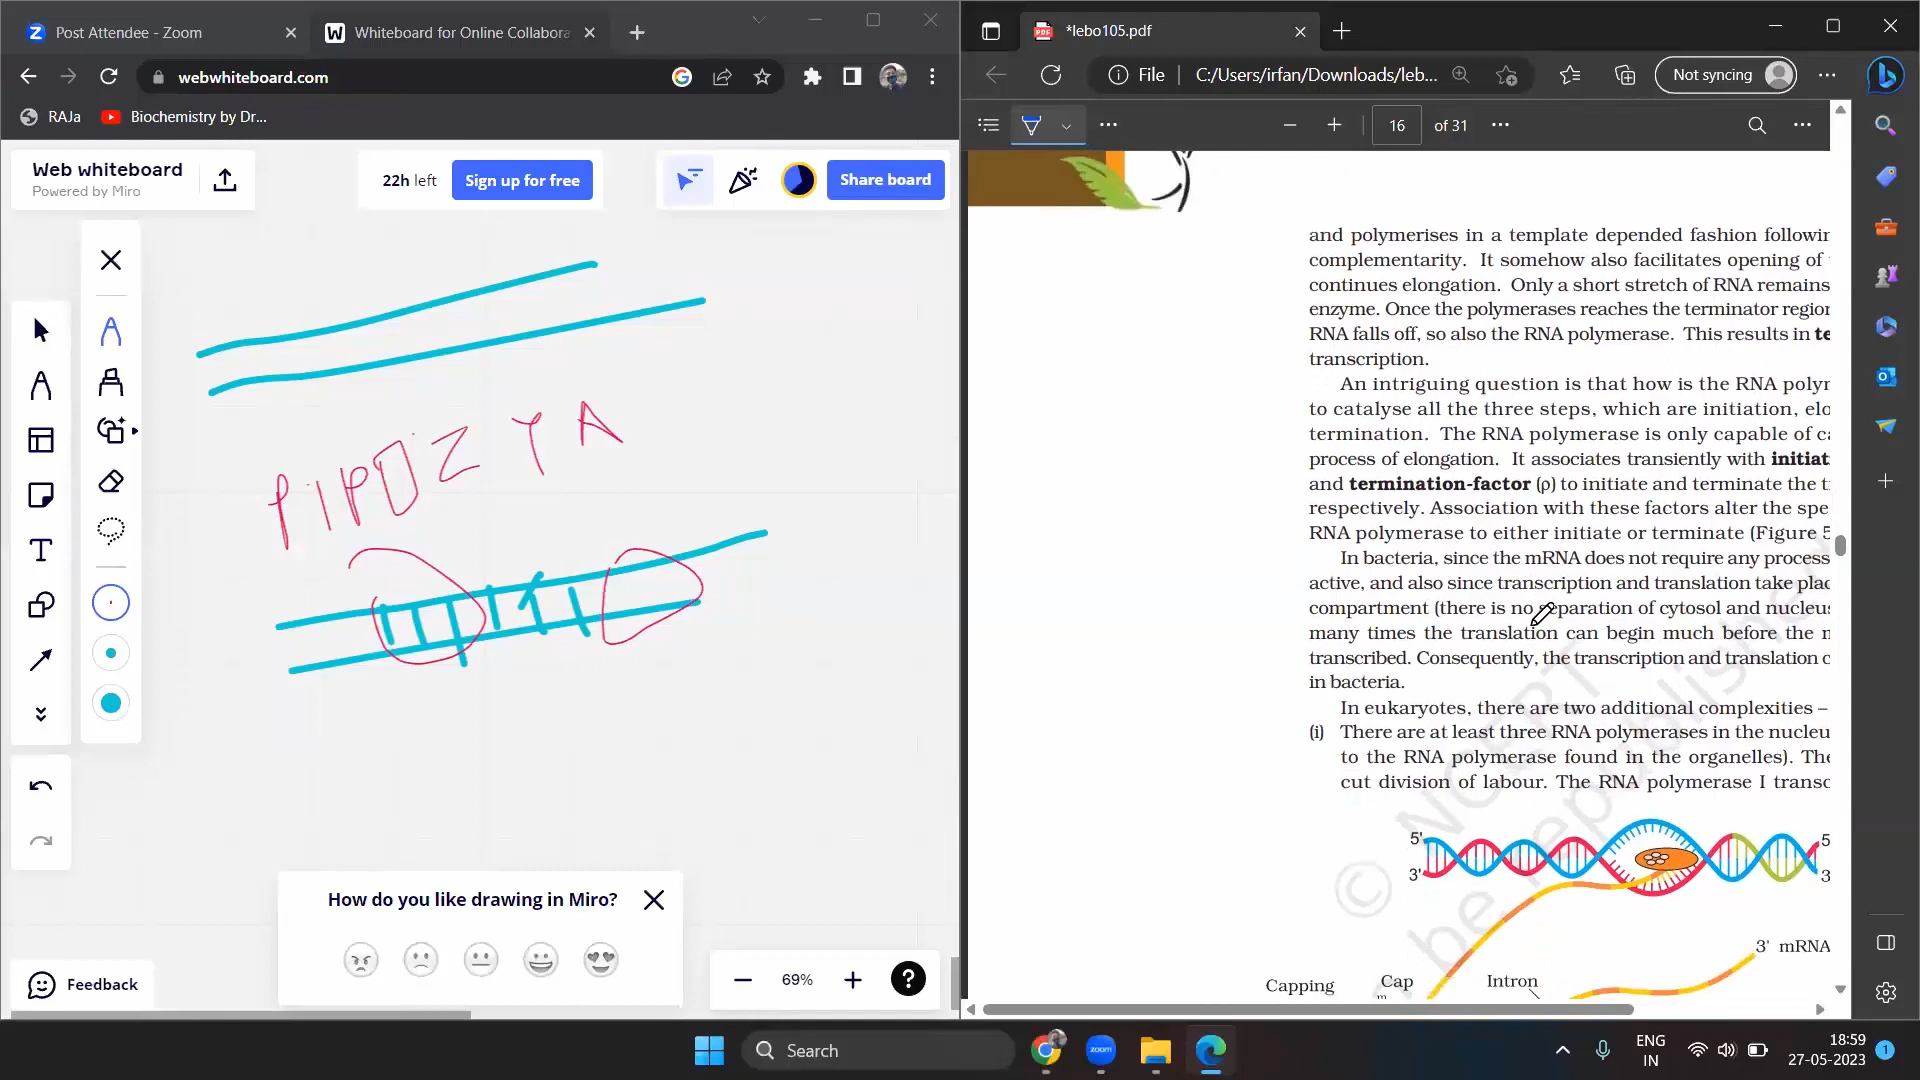 Post Attendee - Zoom
Whiteboard for Online Collabora
webwhiteboard.com
RAJa
Biochemistry by Dr...
Web whiteboard
Powered by Miro
22h left
Sign up for free
Share board
How do you like drawing in Miro?
Feedback
69%
?
*lebo105.pdf
File
C:/Users/irfan/Downloads/leb...
Not syncing
16 of 31
and polymerises in a template depended fashion followin
complementarity. It somehow also facilitates opening of
continues elongation. Only a short stretch of RNA remains
enzyme. Once the polymerases reaches the terminator region
RNA falls off, so also the RNA polymerase. This results in te
transcription.
An intriguing question is that how is the RNA polyn
to catalyse all the three steps, which are initiation, elo
termination. The RNA polymerase is only capable of ca
process of elongation. It associates transiently with initiat
and termination-factor (ρ) to initiate and terminate the
respectively. Association with these factors alter the spe
RNA polymerase to either initiate or terminate (Figure 5
In bacteria, since the mRNA does not require any process
active, and also since transcription and translation take plac
compartment (there is no separation of cytosol and nucleus
many times the translation can begin much before the
transcribed. Consequently, the transcription and translation c
in bacteria.
In eukaryotes, there are two additional complexities –
(i) There are at least three RNA polymerases in the nucleu
to the RNA polymerase found in the organelles). The
cut division of labour. The RNA polymerase I transc
5' 5
3' 3
3' mRNA
Capping Cap Intron
m
© NCERT
be republished
Search
zoom
ENG
IN
18:59
27-05-2023
1